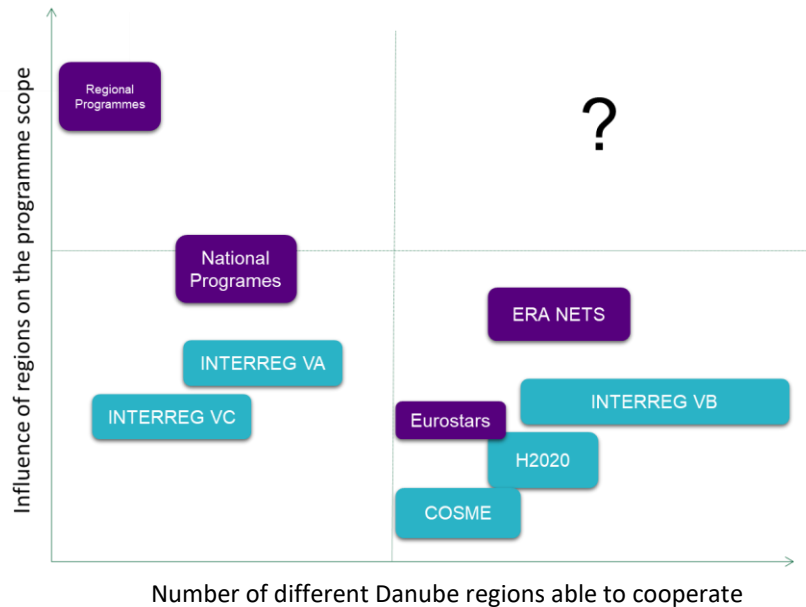 Influence of regions on the programme scope
Regional
Programmes
?
National
Programes
ERA NETS
INTERREG VA
INTERREG VB
INTERREG VC
Eurostars
H2020
COSME
Number of different Danube regions able to cooperate